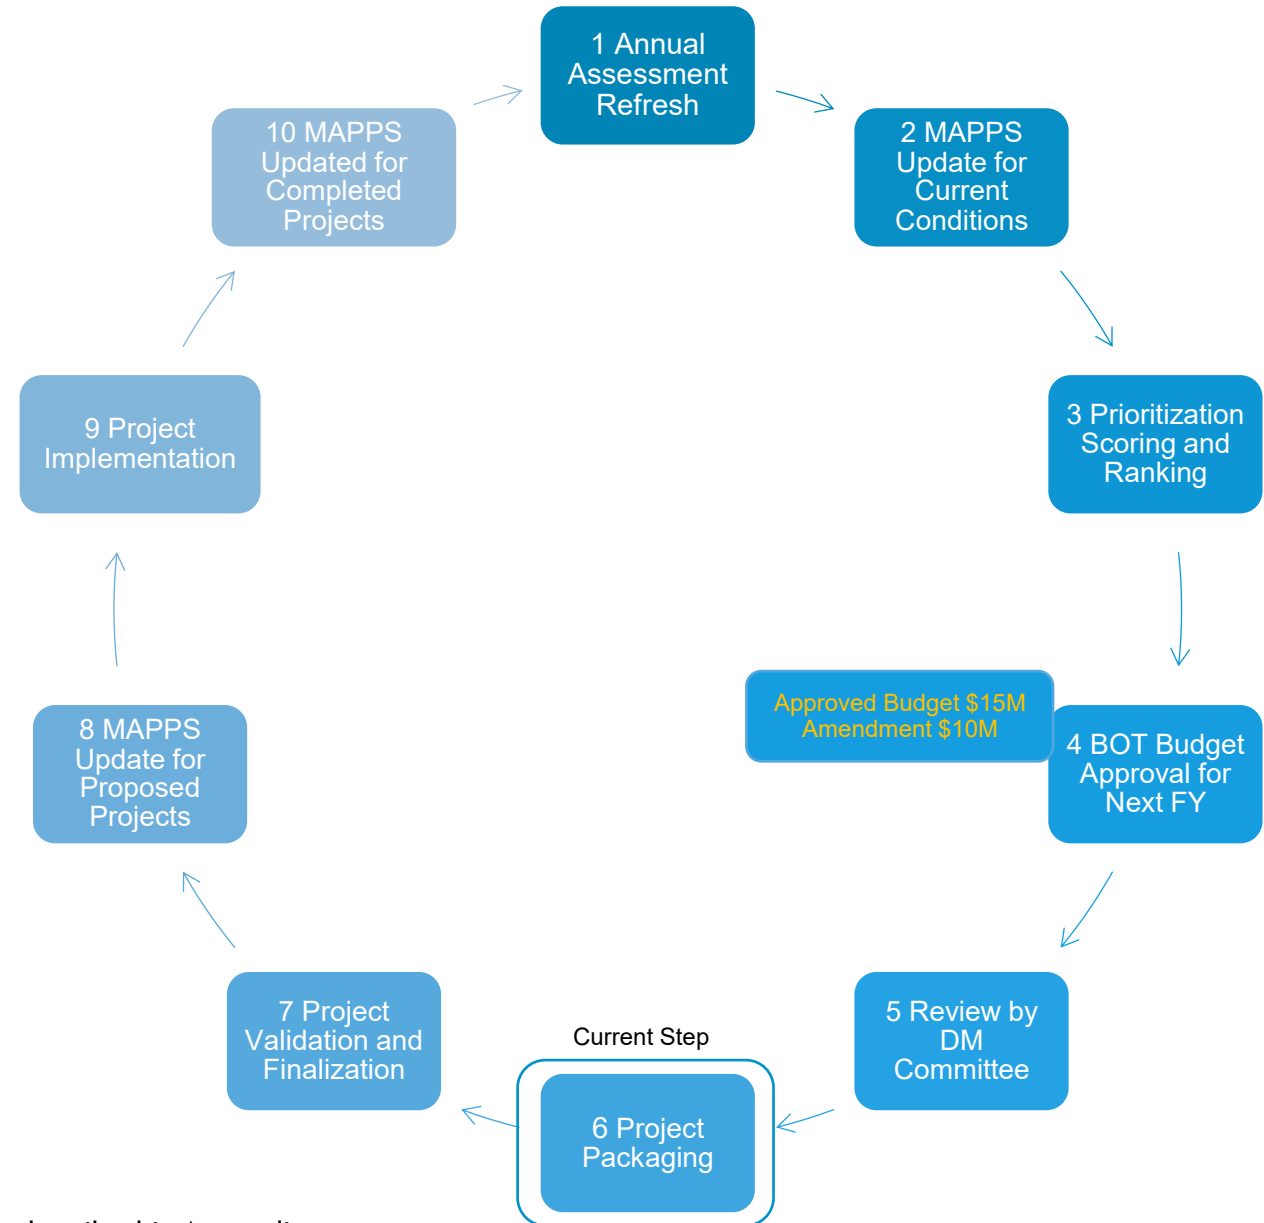 1 Annual
Assessment
Refresh
2 MAPPS
Update for
Current
Conditions
3 Prioritization
Scoring and
Ranking
Approved Budget $15M
Amendment $10M
4 BOT Budget
Approval for
Next FY
5 Review by
DM
Committee
Current Step
6 Project
Packaging
7 Project
Validation and
Finalization
8 MAPPS
Update for
Proposed
Projects
9 Project
Implementation
10 MAPPS
Updated for
Completed
Projects